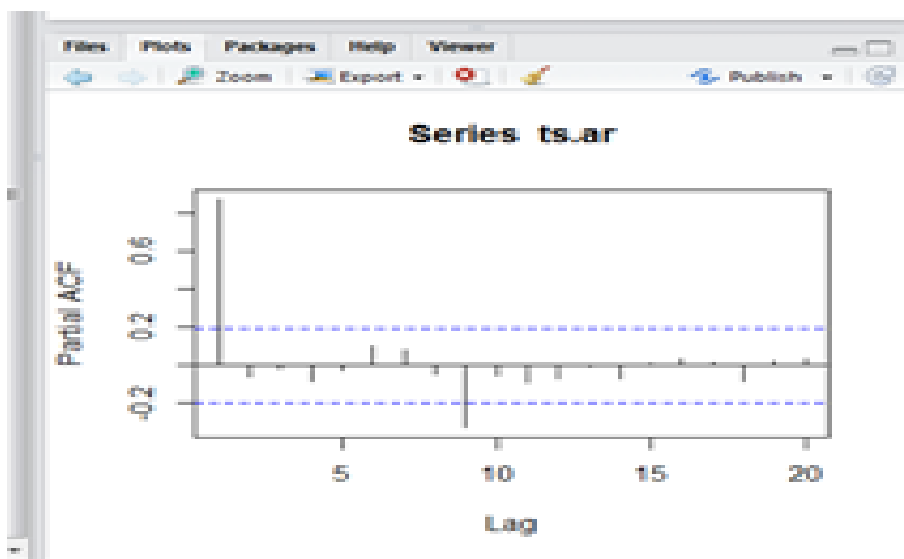 Files Plots Packages Help Viewer
Zoom Export Publish
Series ts.ar
Partial ACF
0.6
0.2
-0.2
5 10 15 20
Lag